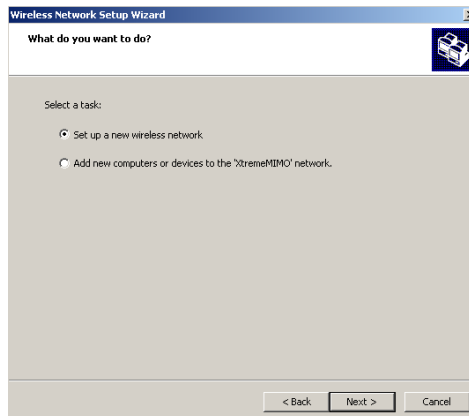 Wireless Network Setup Wizard
What do you want to do?
Select a task:
Set up a new wireless network
Add new computers or devices to the 'XtremeMIMO' network.
< Back Next > Cancel